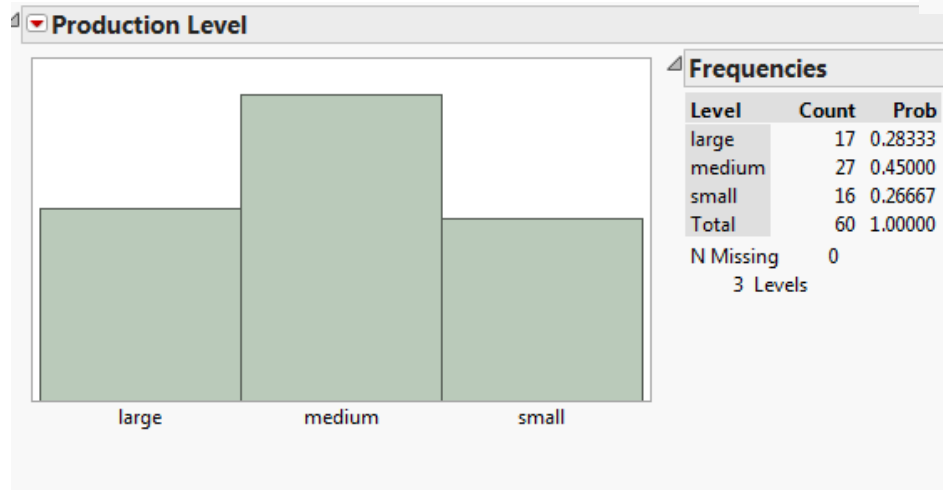 Production Level
large medium small
Frequencies
Level Count Prob
large 17 0.28333
medium 27 0.45000
small 16 0.26667
Total 60 1.00000
N Missing 0
3 Levels